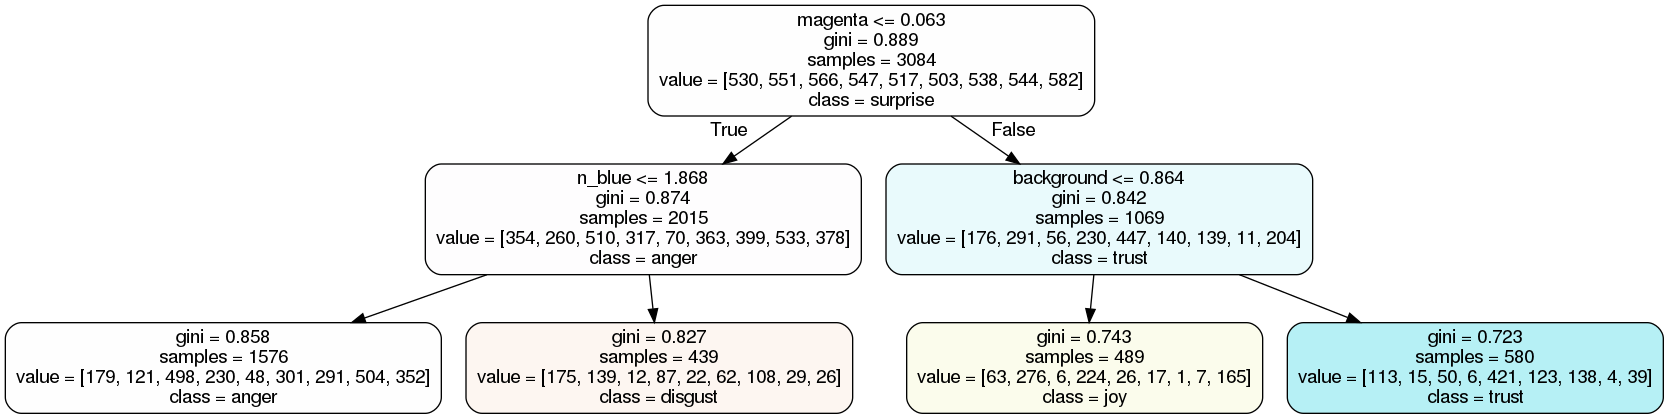 magenta <= 0.063
gini = 0.889
samples = 3084
value = [530, 551, 566, 547, 517, 503, 538, 544, 582]
class = surprise
True
False
n_blue <= 1.868
gini = 0.874
samples = 2015
value = [354, 260, 510, 317, 70, 363, 399, 533, 378]
class = anger
background <= 0.864
gini = 0.842
samples = 1069
value = [176, 291, 56, 230, 447, 140, 139, 11, 204]
class = trust
gini = 0.858
samples = 1576
value = [179, 121, 498, 230, 48, 301, 291, 504, 352]
class = anger
gini = 0.827
samples = 439
value = [175, 139, 12, 87, 22, 62, 108, 29, 26]
class = disgust
gini = 0.743
samples = 489
value = [63, 276, 6, 224, 26, 17, 1, 7, 165]
class = joy
gini = 0.723
samples = 580
value = [113, 15, 50, 6, 421, 123, 138, 4, 39]
class = trust